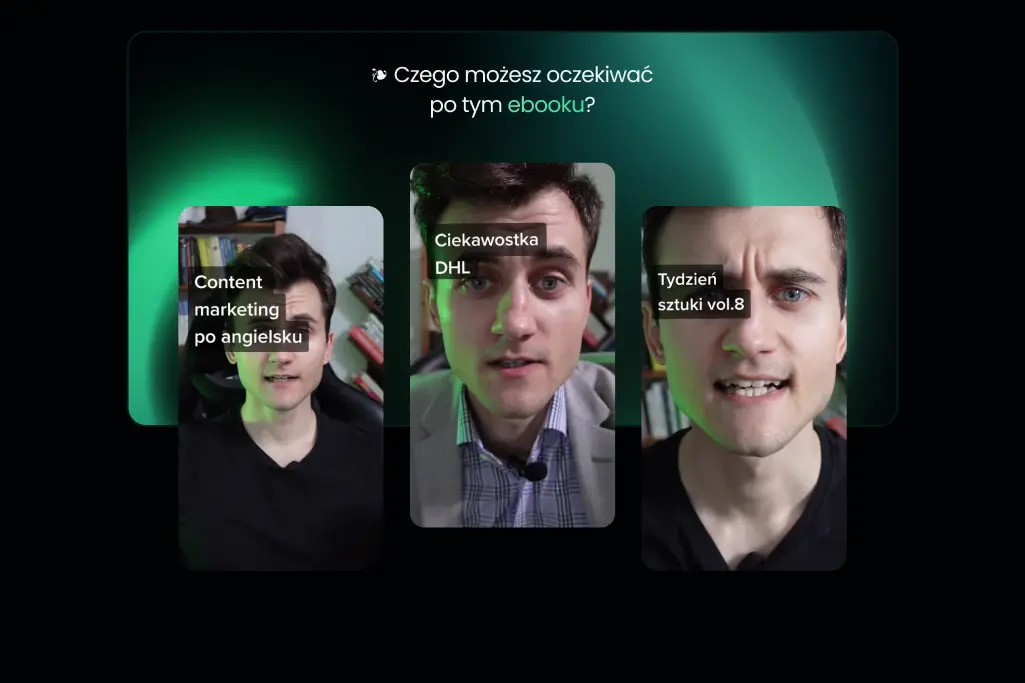 ❧ Czego możesz oczekiwać
po tym ebooku?
Content
marketing
po angielsku
Ciekawostka
DHL
Tydzień
sztuki vol.8